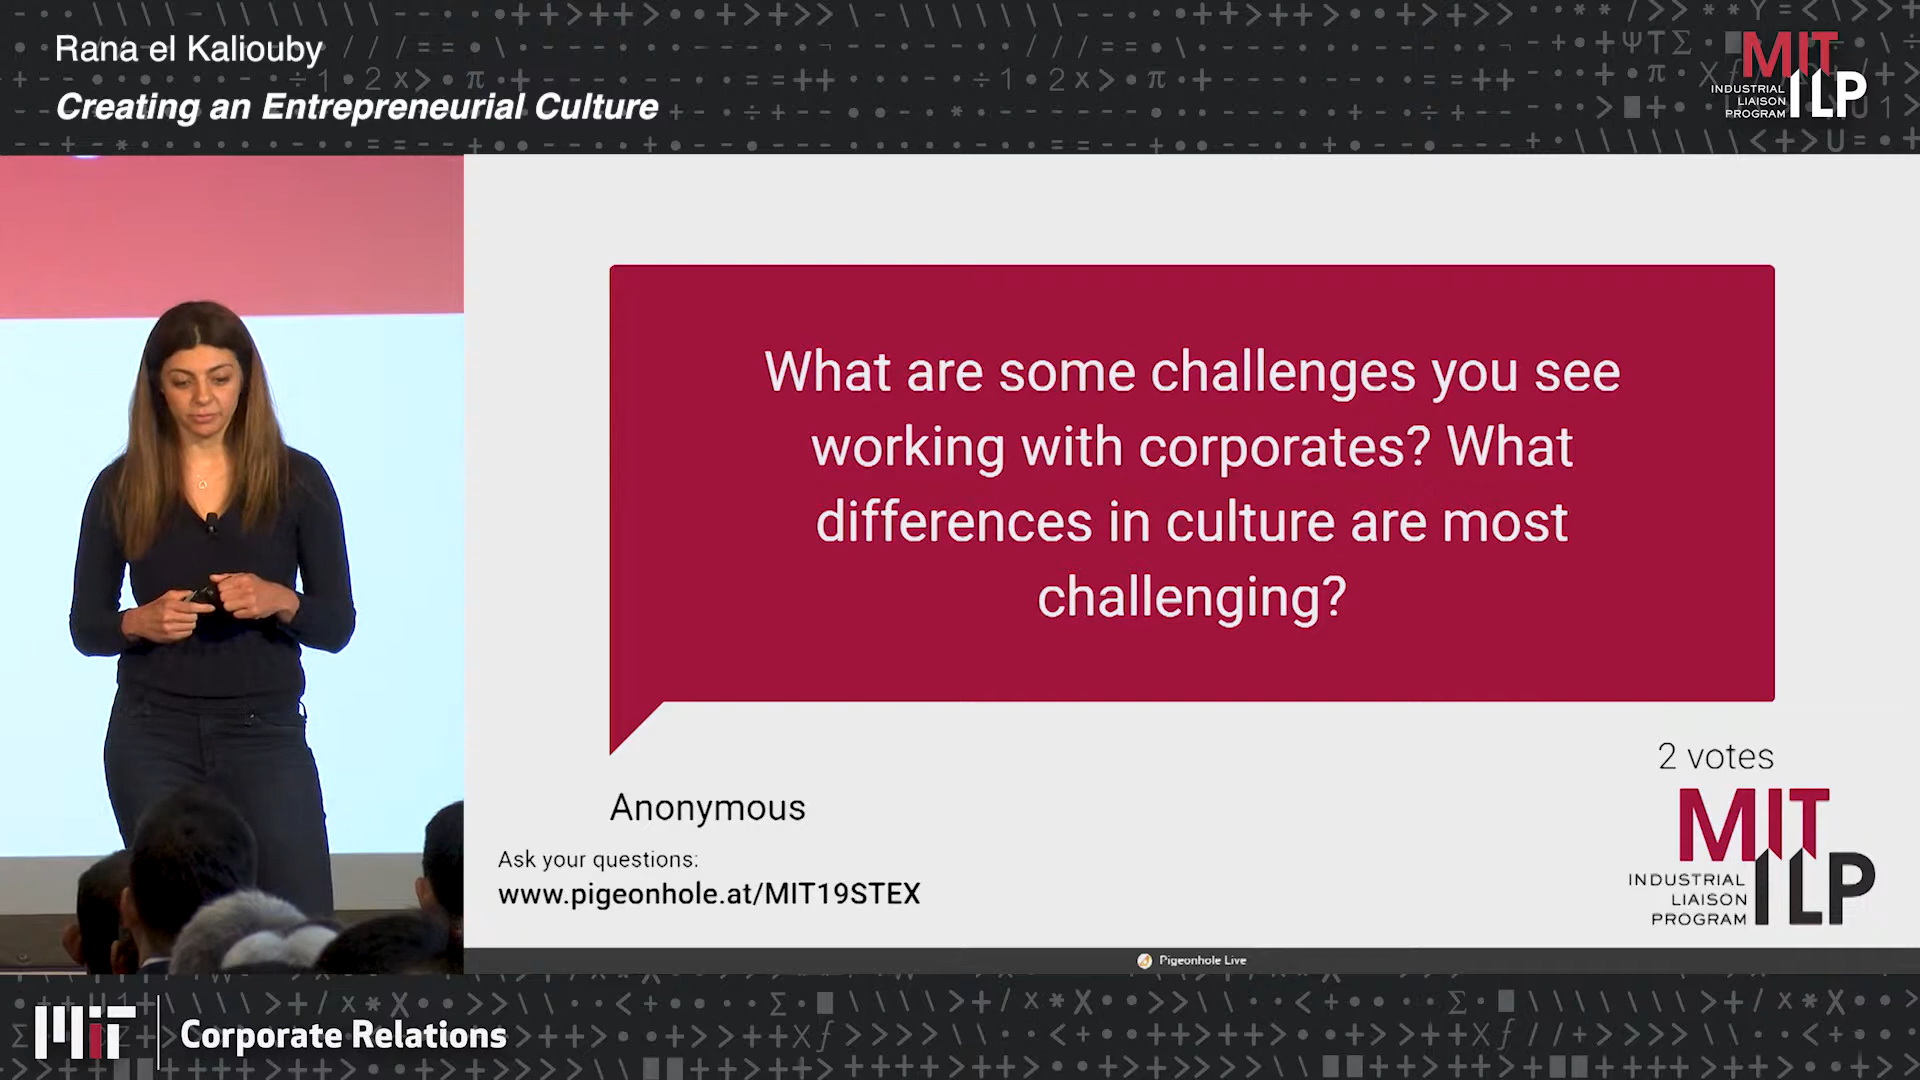 Rana el Kaliouby
Creating an Entrepreneurial Culture
MIT
INDUSTRIAL
LIAISON
PROGRAM
ILP
What are some challenges you see
working with corporates? What
differences in culture are most
challenging?
2 votes
Anonymous
Ask your questions:
www.pigeonhole.at/MIT19STEX
MIT
INDUSTRIAL
LIAISON
PROGRAM
ILP
Pigeonhole Live
MIT
Corporate Relations